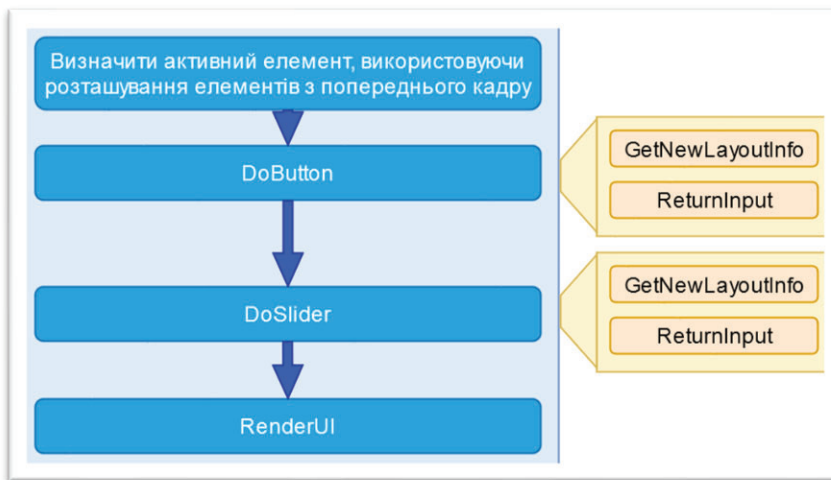 Визначити активний елемент, використовуючи
розташування елементів з попереднього кадру
DoButton
GetNewLayoutInfo
ReturnInput
DoSlider
GetNewLayoutInfo
ReturnInput
RenderUI